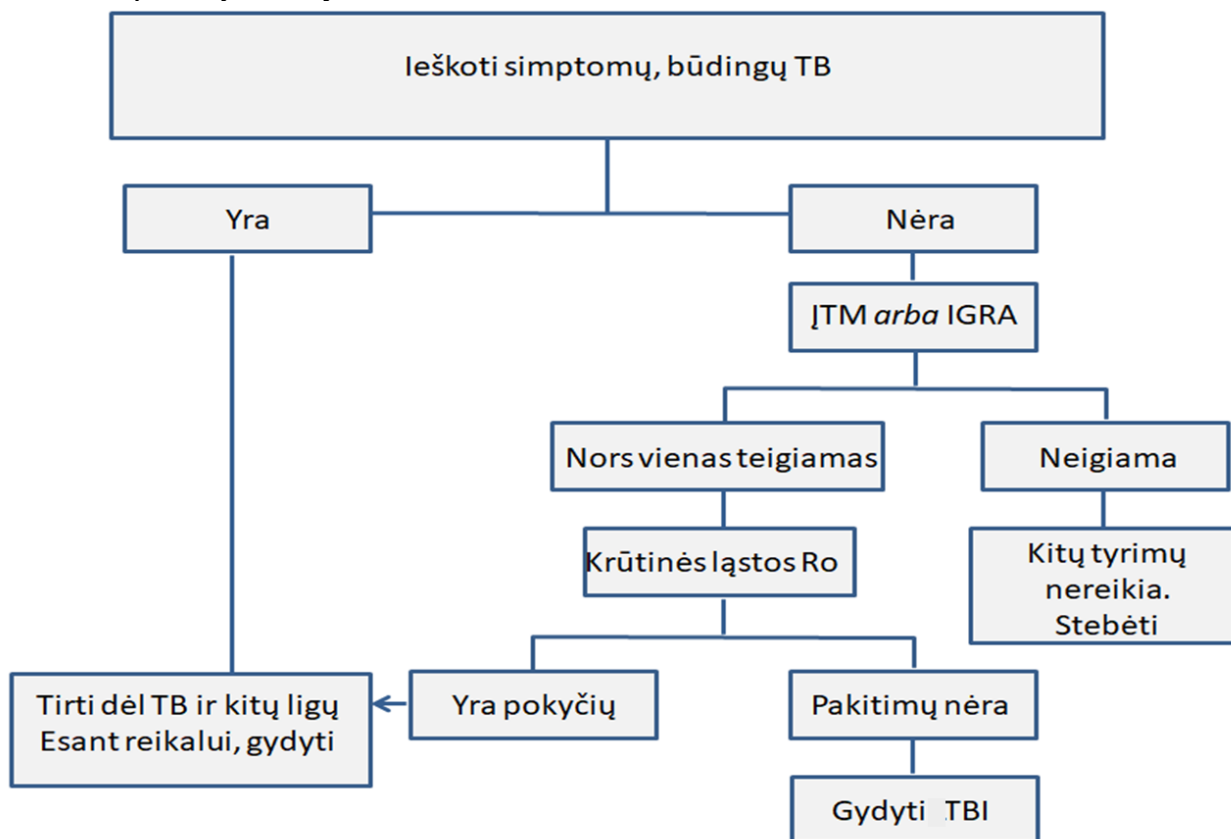 Ieškoti simptomų, būdingų TB
Yra
Nėra
ĮTM arba IGRA
Nors vienas teigiamas
Neigiama
Krūtinės ląstos Ro
Kitų tyrimų
nereikia.
Stebėti
Tirti dėl TB ir kitų ligų
Esant reikalui, gydyti
Yra pokyčių
Pakitimų nėra
Gydyti TBI